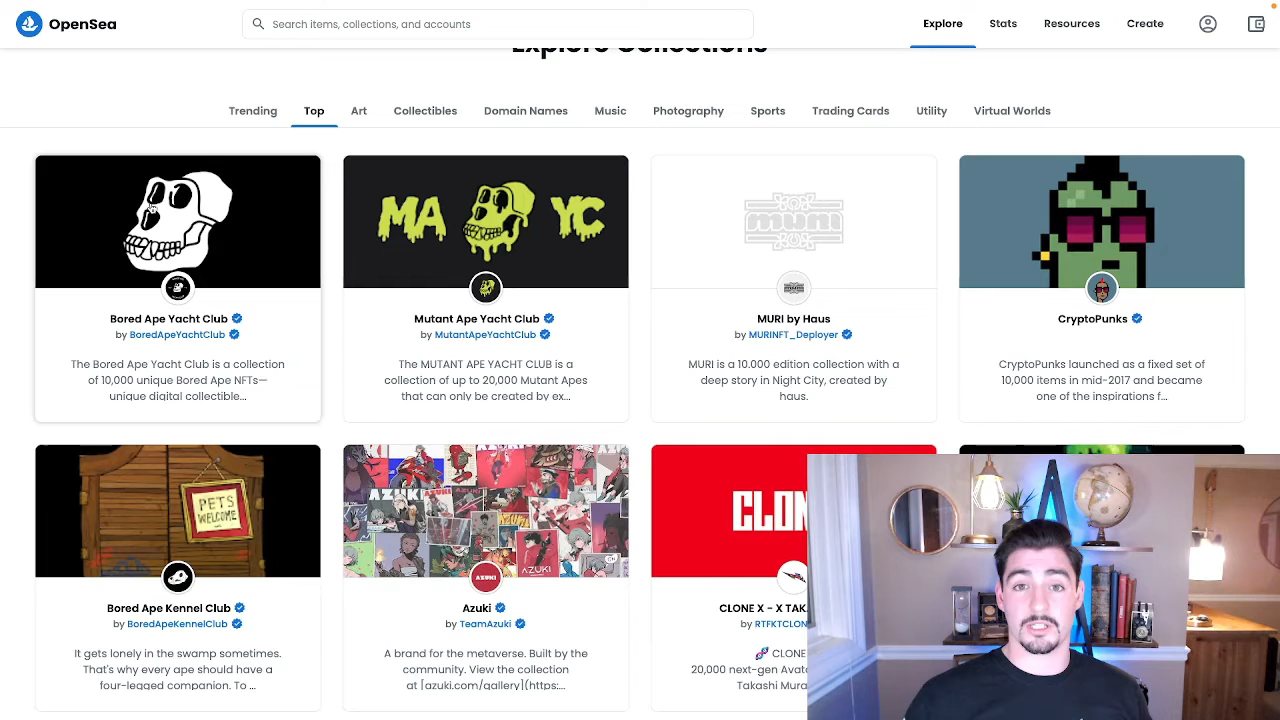 OpenSea
Search items, collections, and accounts
Explore
Stats
Resources
Create
Explore Collections
Trending
Top
Art
Collectibles
Domain Names
Music
Photography
Sports
Trading Cards
Utility
Virtual Worlds
MA YC
MURI
Bored Ape Yacht Club
by BoredApeYachtClub
The Bored Ape Yacht Club is a collection
of 10,000 unique Bored Ape NFTs—
unique digital collectible...
Mutant Ape Yacht Club
by MutantApeYachtClub
The MUTANT APE YACHT CLUB is a
collection of up to 20,000 Mutant Apes
that can only be created by ex...
MURI by Haus
by MURINFT_Deployer
MURI is a 10.000 edition collection with a
deep story in Night City, created by
haus.
CryptoPunks
CryptoPunks launched as a fixed set of
10,000 items in mid-2017 and became
one of the inspirations f...
PETS
WELCOME
AZUKI
AZUKI
AZUKI
CLON
Bored Ape Kennel Club
by BoredApeKennelClub
It gets lonely in the swamp sometimes.
That's why every ape should have a
four-legged companion. To ...
Azuki
by TeamAzuki
A brand for the metaverse. Built by the
community. View the collection
at [azuki.com/gallery](https:...
CLONE X - X TAK
by RTFKTCLON
🧬 CLONE
20,000 next-gen Avata
Takashi Mura